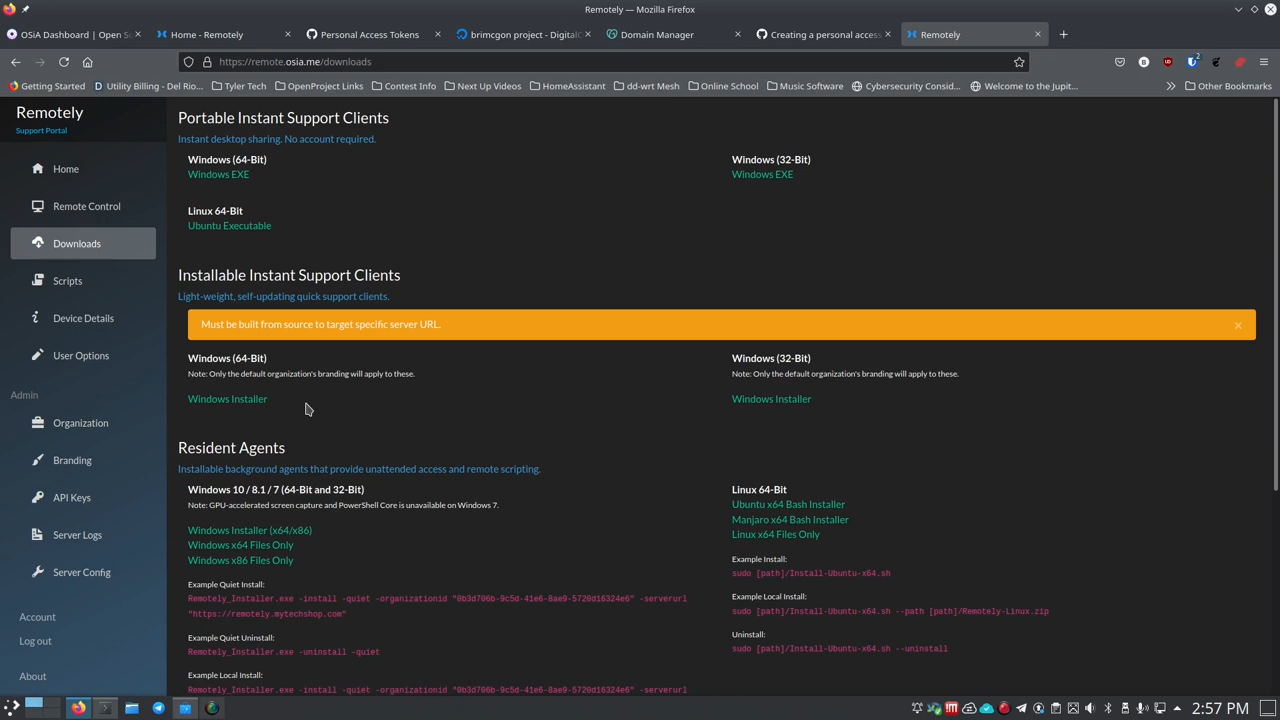 Remotely — Mozilla Firefox
OSiA Dashboard | Open S
Home - Remotely
Personal Access Tokens
brimcgon project - DigitalC
Domain Manager
Creating a personal access
Remotely
https://remote.osia.me/downloads
Getting Started
Utility Billing - Del Rio...
Tyler Tech
OpenProject Links
Contest Info
Next Up Videos
HomeAssistant
dd-wrt Mesh
Online School
Music Software
Cybersecurity Consid...
Welcome to the Jupit...
Other Bookmarks
Remotely
Support Portal
Home
Remote Control
Downloads
Scripts
Device Details
User Options
Admin
Organization
Branding
API Keys
Server Logs
Server Config
Account
Log out
About
Portable Instant Support Clients
Instant desktop sharing. No account required.
Windows (64-Bit)
Windows EXE
Windows (32-Bit)
Windows EXE
Linux 64-Bit
Ubuntu Executable
Installable Instant Support Clients
Light-weight, self-updating quick support clients.
Must be built from source to target specific server URL.
×
Windows (64-Bit)
Note: Only the default organization's branding will apply to these.
Windows Installer
Windows (32-Bit)
Note: Only the default organization's branding will apply to these.
Windows Installer
Resident Agents
Installable background agents that provide unattended access and remote scripting.
Windows 10 / 8.1 / 7 (64-Bit and 32-Bit)
Note: GPU-accelerated screen capture and PowerShell Core is unavailable on Windows 7.
Windows Installer (x64/x86)
Windows x64 Files Only
Windows x86 Files Only
Example Quiet Install:
Remotely_Installer.exe -install -quiet -organizationid "0b3d706b-9c5d-41e6-8ae9-5720d16324e6" -serverurl
"https://remotely.mytechshop.com"
Example Quiet Uninstall:
Remotely_Installer.exe -uninstall -quiet
Example Local Install:
Remotely_Installer.exe -install -quiet -organizationid "0b3d706b-9c5d-41e6-8ae9-5720d16324e6" -serverurl
Linux 64-Bit
Ubuntu x64 Bash Installer
Manjaro x64 Bash Installer
Linux x64 Files Only
Example Install:
sudo [path]/Install-Ubuntu-x64.sh
Example Local Install:
sudo [path]/Install-Ubuntu-x64.sh --path [path]/Remotely-Linux.zip
Uninstall:
sudo [path]/Install-Ubuntu-x64.sh --uninstall
2:57 PM